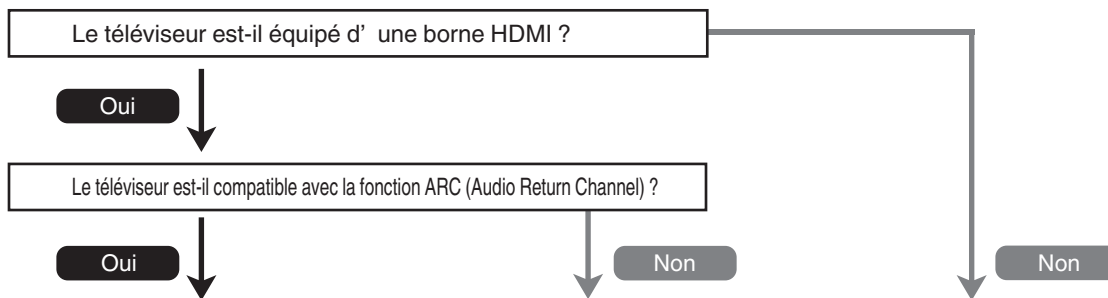 Le téléviseur est-il équipé d' une borne HDMI ?
Oui
Le téléviseur est-il compatible avec la fonction ARC (Audio Return Channel) ?
Oui
Non
Non